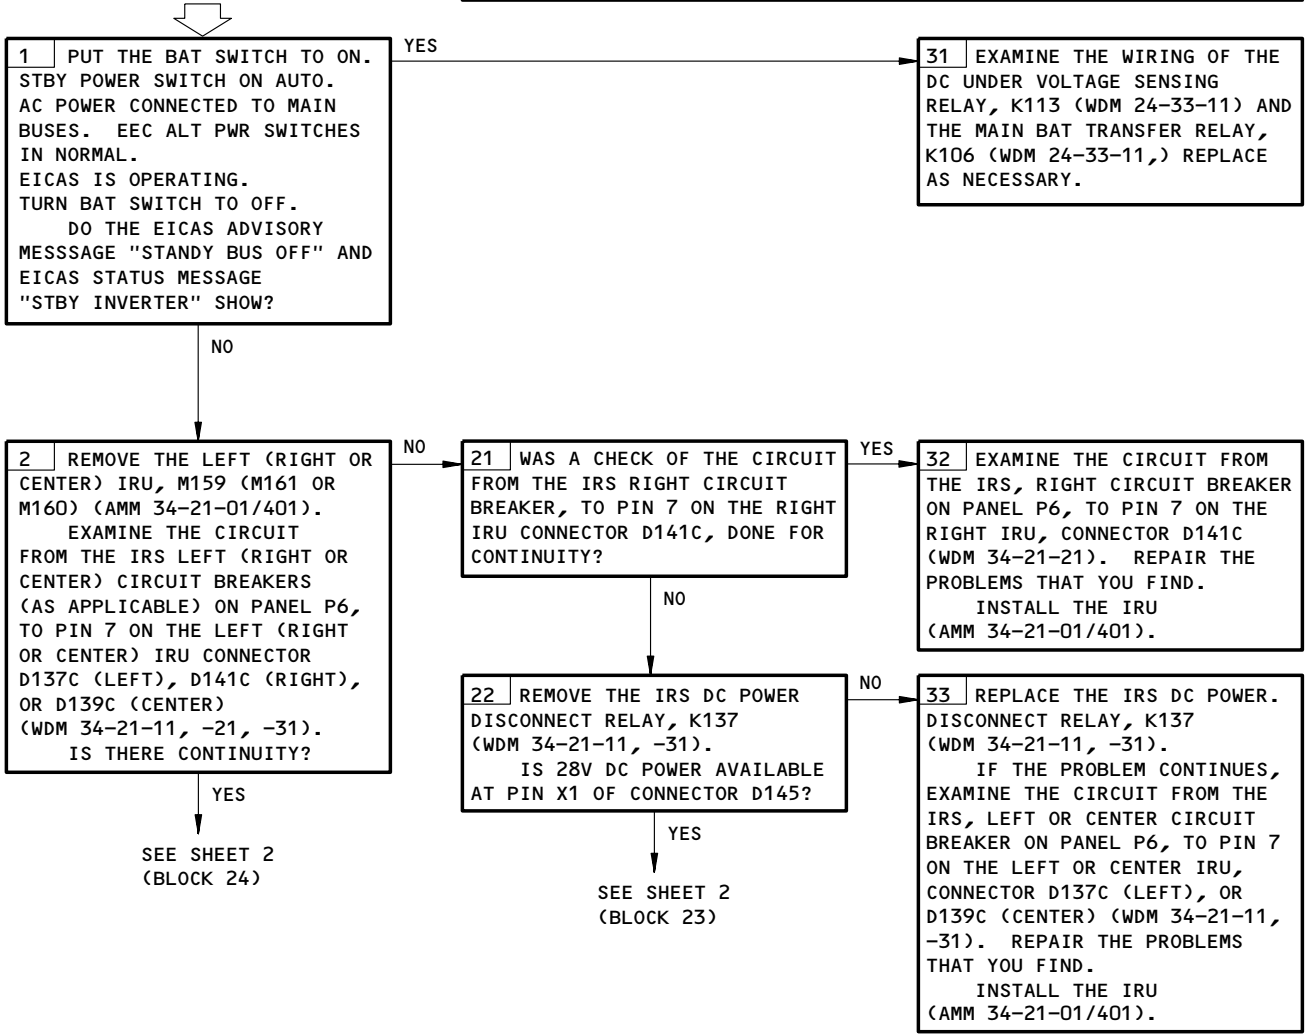 1 PUT THE BAT SWITCH TO ON.
STBY POWER SWITCH ON AUTO.
AC POWER CONNECTED TO MAIN
BUSES. EEC ALT PWR SWITCHES
IN NORMAL.
EICAS IS OPERATING.
TURN BAT SWITCH TO OFF.
DO THE EICAS ADVISORY
MESSSAGE "STANDY BUS OFF" AND
EICAS STATUS MESSAGE
"STBY INVERTER" SHOW?
YES
31 EXAMINE THE WIRING OF THE
DC UNDER VOLTAGE SENSING
RELAY, K113 (WDM 24-33-11) AND
THE MAIN BAT TRANSFER RELAY,
K106 (WDM 24-33-11,) REPLACE
AS NECESSARY.
NO
2 REMOVE THE LEFT (RIGHT OR
CENTER) IRU, M159 (M161 OR
M160) (AMM 34-21-01/401).
EXAMINE THE CIRCUIT
FROM THE IRS LEFT (RIGHT OR
CENTER) CIRCUIT BREAKERS
(AS APPLICABLE) ON PANEL P6,
TO PIN 7 ON THE LEFT (RIGHT
OR CENTER) IRU CONNECTOR
D137C (LEFT), D141C (RIGHT),
OR D139C (CENTER)
(WDM 34-21-11, -21, -31).
IS THERE CONTINUITY?
NO
21 WAS A CHECK OF THE CIRCUIT
FROM THE IRS RIGHT CIRCUIT
BREAKER, TO PIN 7 ON THE RIGHT
IRU CONNECTOR D141C, DONE FOR
CONTINUITY?
YES
32 EXAMINE THE CIRCUIT FROM
THE IRS, RIGHT CIRCUIT BREAKER
ON PANEL P6, TO PIN 7 ON THE
RIGHT IRU, CONNECTOR D141C
(WDM 34-21-21). REPAIR THE
PROBLEMS THAT YOU FIND.
INSTALL THE IRU
(AMM 34-21-01/401).
NO
22 REMOVE THE IRS DC POWER
DISCONNECT RELAY, K137
(WDM 34-21-11, -31).
IS 28V DC POWER AVAILABLE
AT PIN X1 OF CONNECTOR D145?
NO
33 REPLACE THE IRS DC POWER.
DISCONNECT RELAY, K137
(WDM 34-21-11, -31).
IF THE PROBLEM CONTINUES,
EXAMINE THE CIRCUIT FROM THE
IRS, LEFT OR CENTER CIRCUIT
BREAKER ON PANEL P6, TO PIN 7
ON THE LEFT OR CENTER IRU,
CONNECTOR D137C (LEFT), OR
D139C (CENTER) (WDM 34-21-11,
-31). REPAIR THE PROBLEMS
THAT YOU FIND.
INSTALL THE IRU
(AMM 34-21-01/401).
YES
SEE SHEET 2
(BLOCK 24)
YES
SEE SHEET 2
(BLOCK 23)